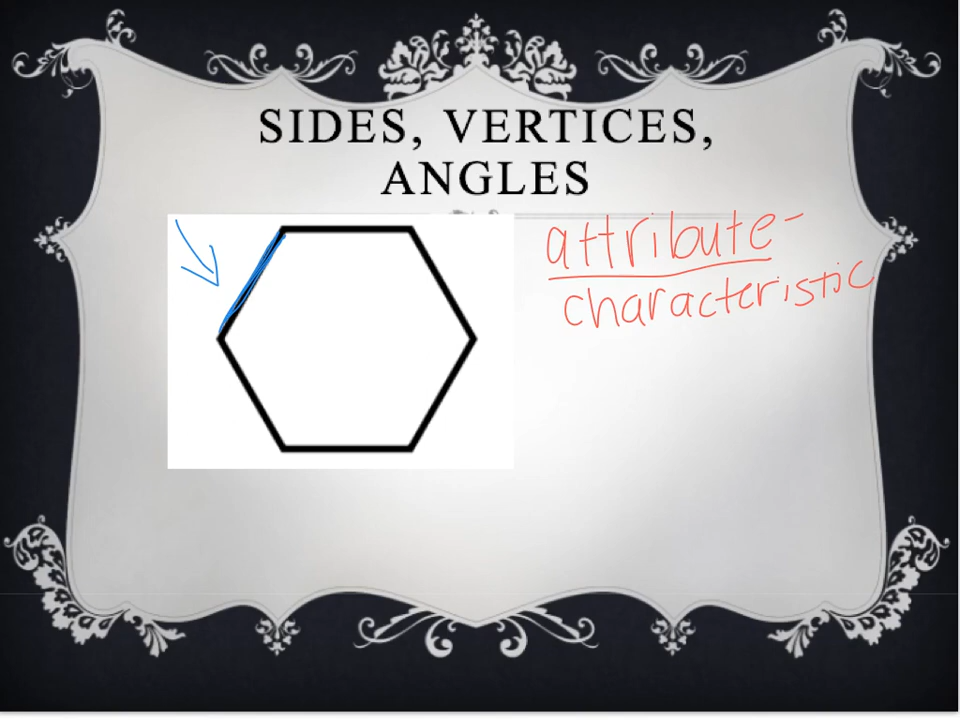 SIDES, VERTICES,
ANGLES
attribute-
characteristic